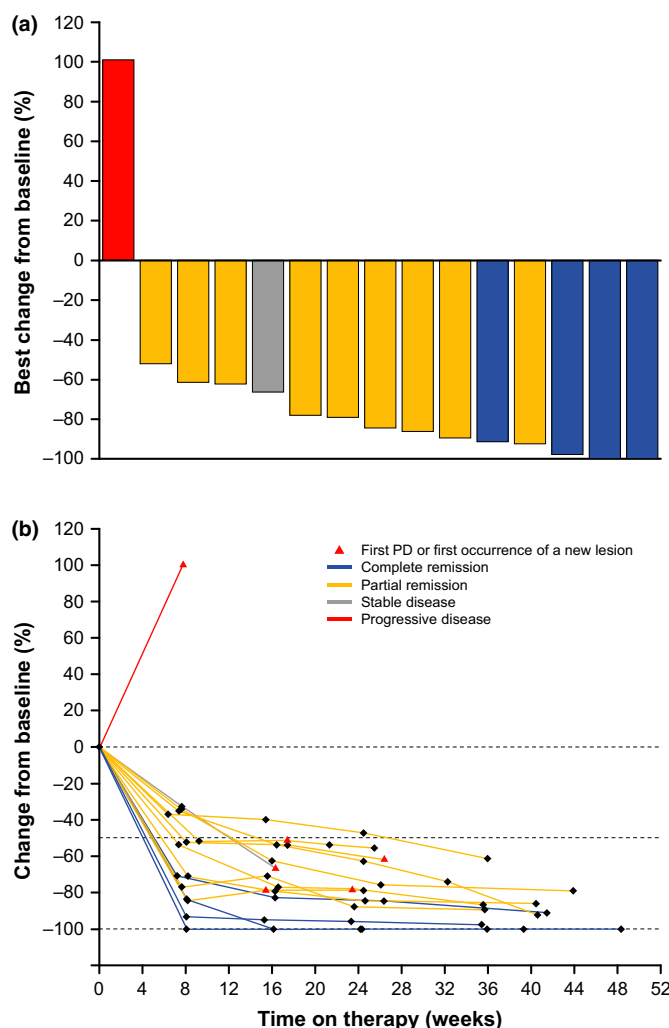 (a)
120
100
80
60
40
20
0
–20
–40
–60
–80
–100
Best change from baseline (%)
(b)
120
100
80
60
40
20
0
–20
–40
–60
–80
–100
Change from baseline (%)
First PD or first occurrence of a new lesion
Complete remission
Partial remission
Stable disease
Progressive disease
0 4 8 12 16 20 24 28 32 36 40 44 48 52
Time on therapy (weeks)